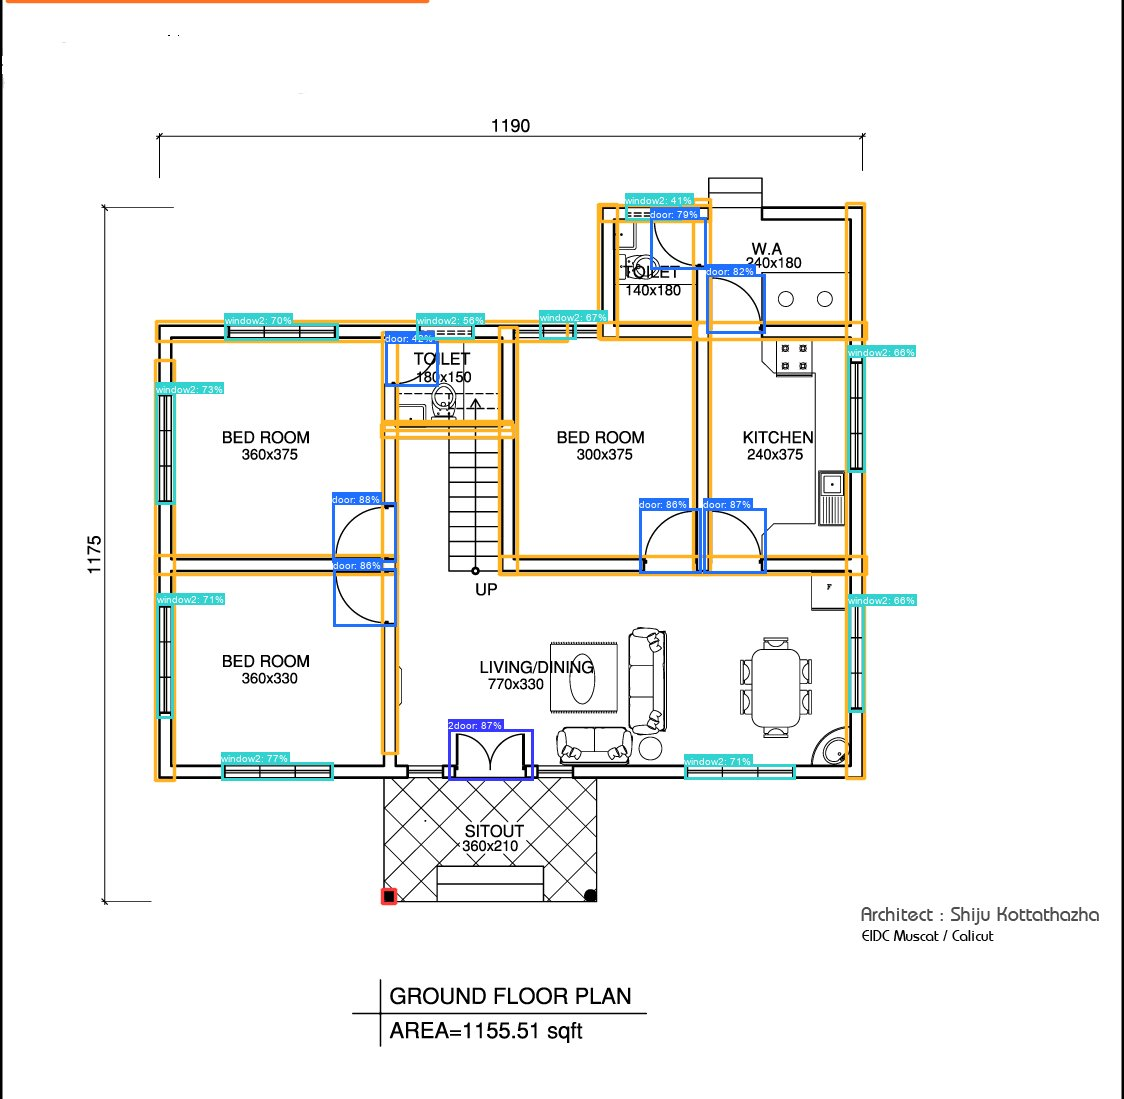 1190
window2: 41%
door: 79%
W.A
240x180
door: 82%
TOILET
140x180
window2: 70%
window2: 56%
window2: 67%
door: 42%
TOILET
180x150
window2: 66%
window2: 73%
BED ROOM
360x375
BED ROOM
300x375
KITCHEN
240x375
door: 88%
door: 86%
door: 87%
1175
door: 86%
UP
F
window2: 71%
window2: 66%
BED ROOM
360x330
LIVING/DINING
770x330
2door: 87%
window2: 77%
window2: 71%
SITOUT
360x210
Architect : Shiju Kottathazha
EIDC Muscat / Calicut
GROUND FLOOR PLAN
AREA=1155.51 sqft